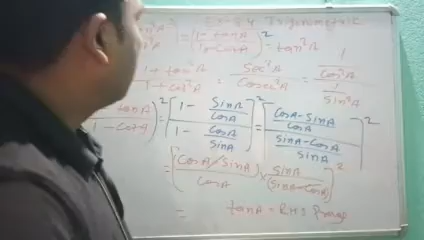 Ex-8.4 Trigonometric
= (1-tanA / 1-cotA)² = tan²A
1+tan²A / 1+cot²A = Sec²A / Cosec²A = 1/Cos²A / 1/Sin²A
(1-tanA / 1-CotA)² = [1 - SinA/CosA / 1 - CosA/SinA]² = [CosA-SinA/CosA / SinA-CosA/SinA]²
= ((CosA-SinA)/CosA × SinA/(SinA-CosA))²
= tanA = RHS